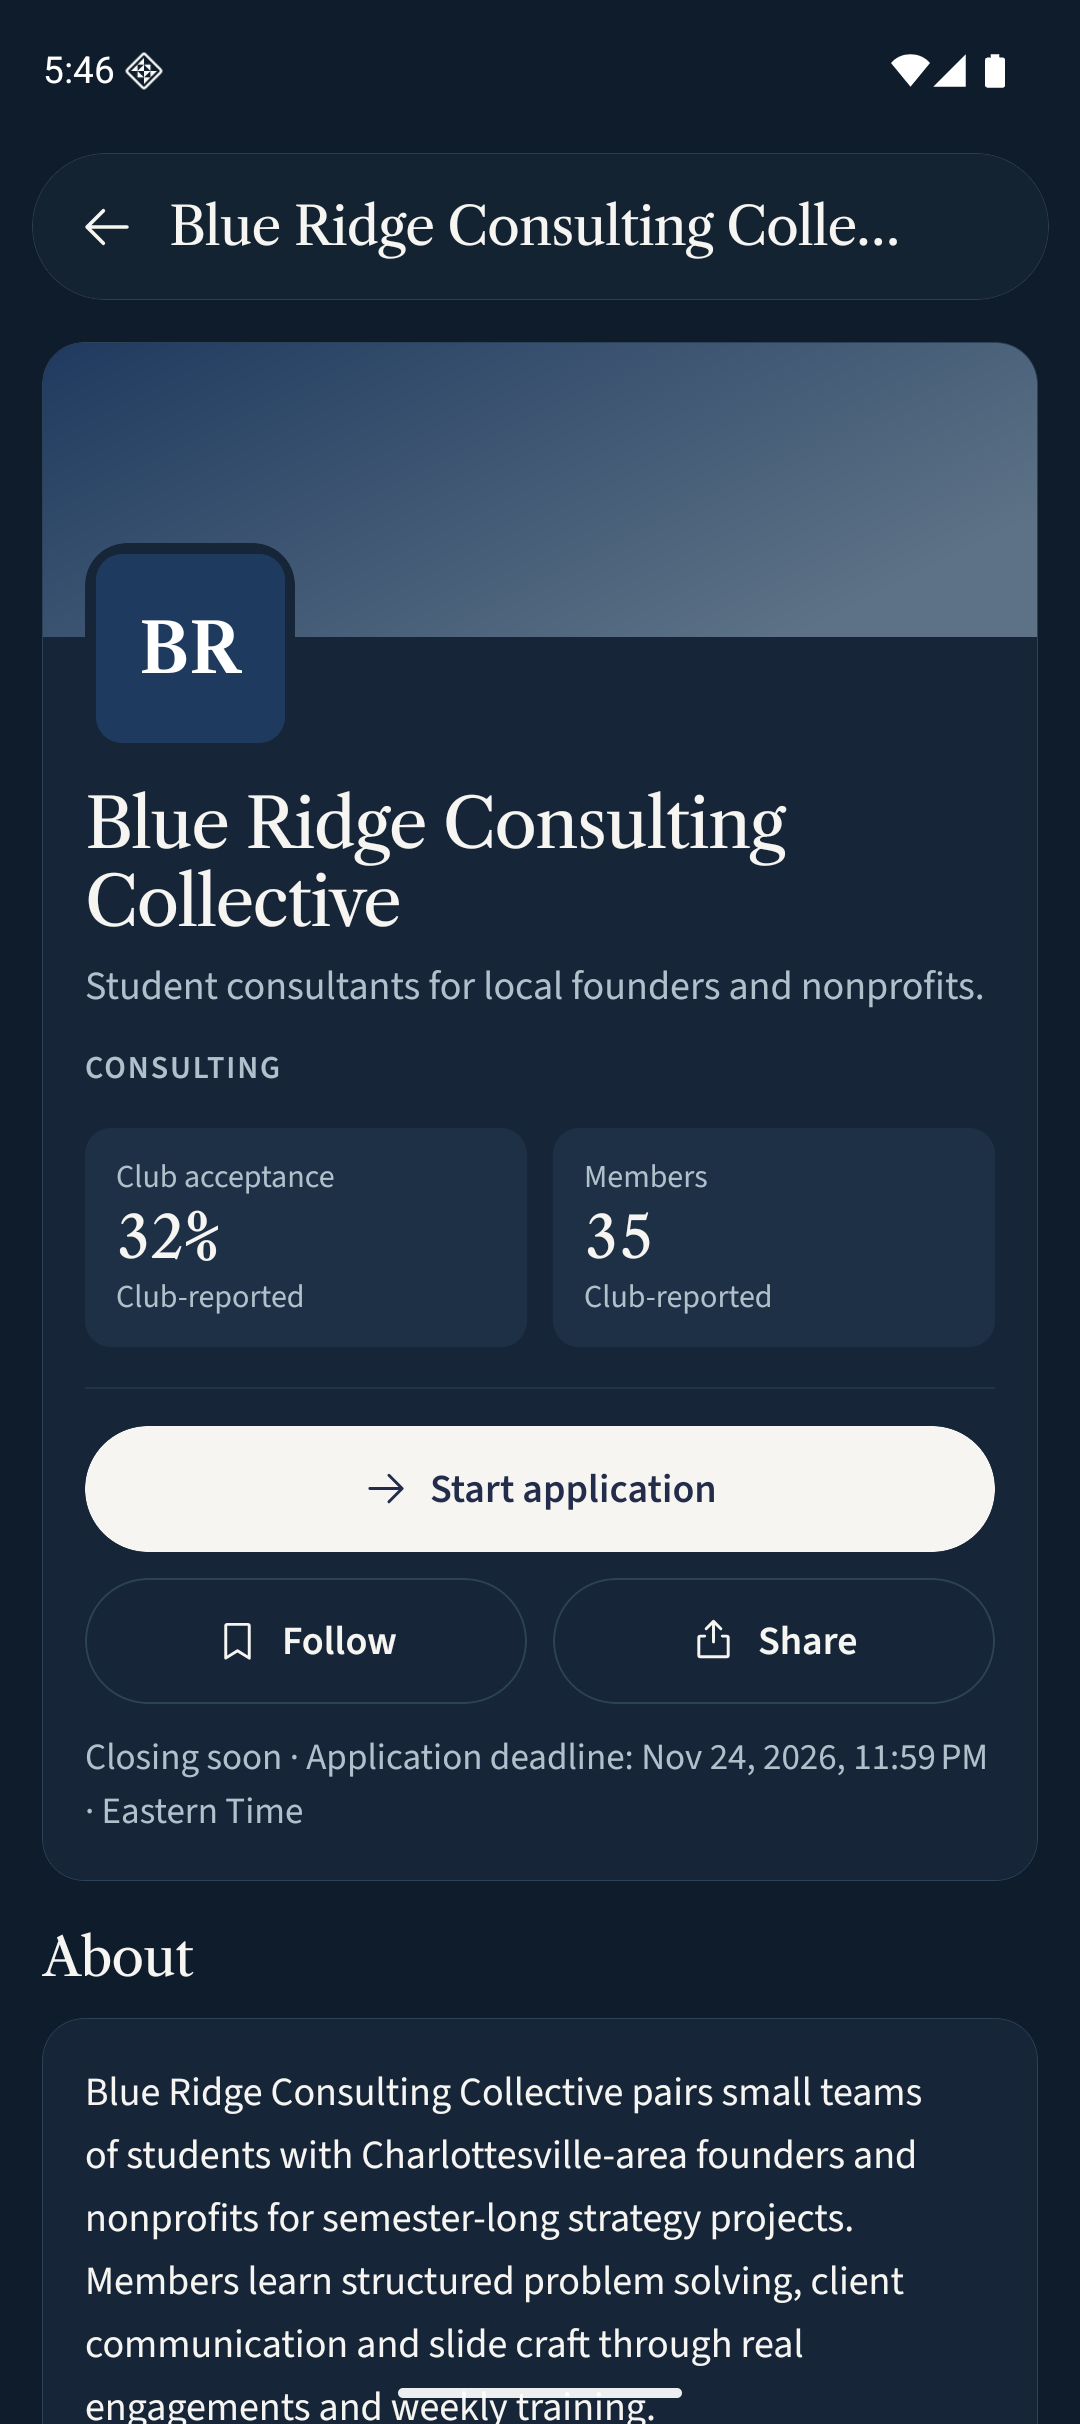 5:46
Blue Ridge Consulting Colle...
BR
Blue Ridge Consulting
Collective
Student consultants for local founders and nonprofits.
CONSULTING
Club acceptance
32%
Club-reported
Members
35
Club-reported
Start application
Follow
Share
Closing soon · Application deadline: Nov 24, 2026, 11:59 PM
· Eastern Time
About
Blue Ridge Consulting Collective pairs small teams
of students with Charlottesville-area founders and
nonprofits for semester-long strategy projects.
Members learn structured problem solving, client
communication and slide craft through real
engagements and weekly training.